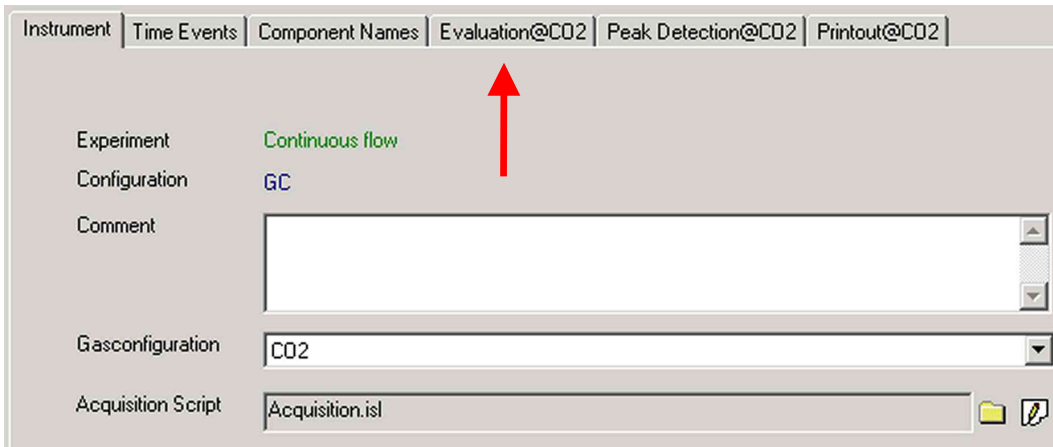 Instrument Time Events Component Names Evaluation@CO2 Peak Detection@CO2 Printout@CO2
Experiment Continuous flow
Configuration GC
Comment
Gasconfiguration CO2
Acquisition Script Acquisition.isl